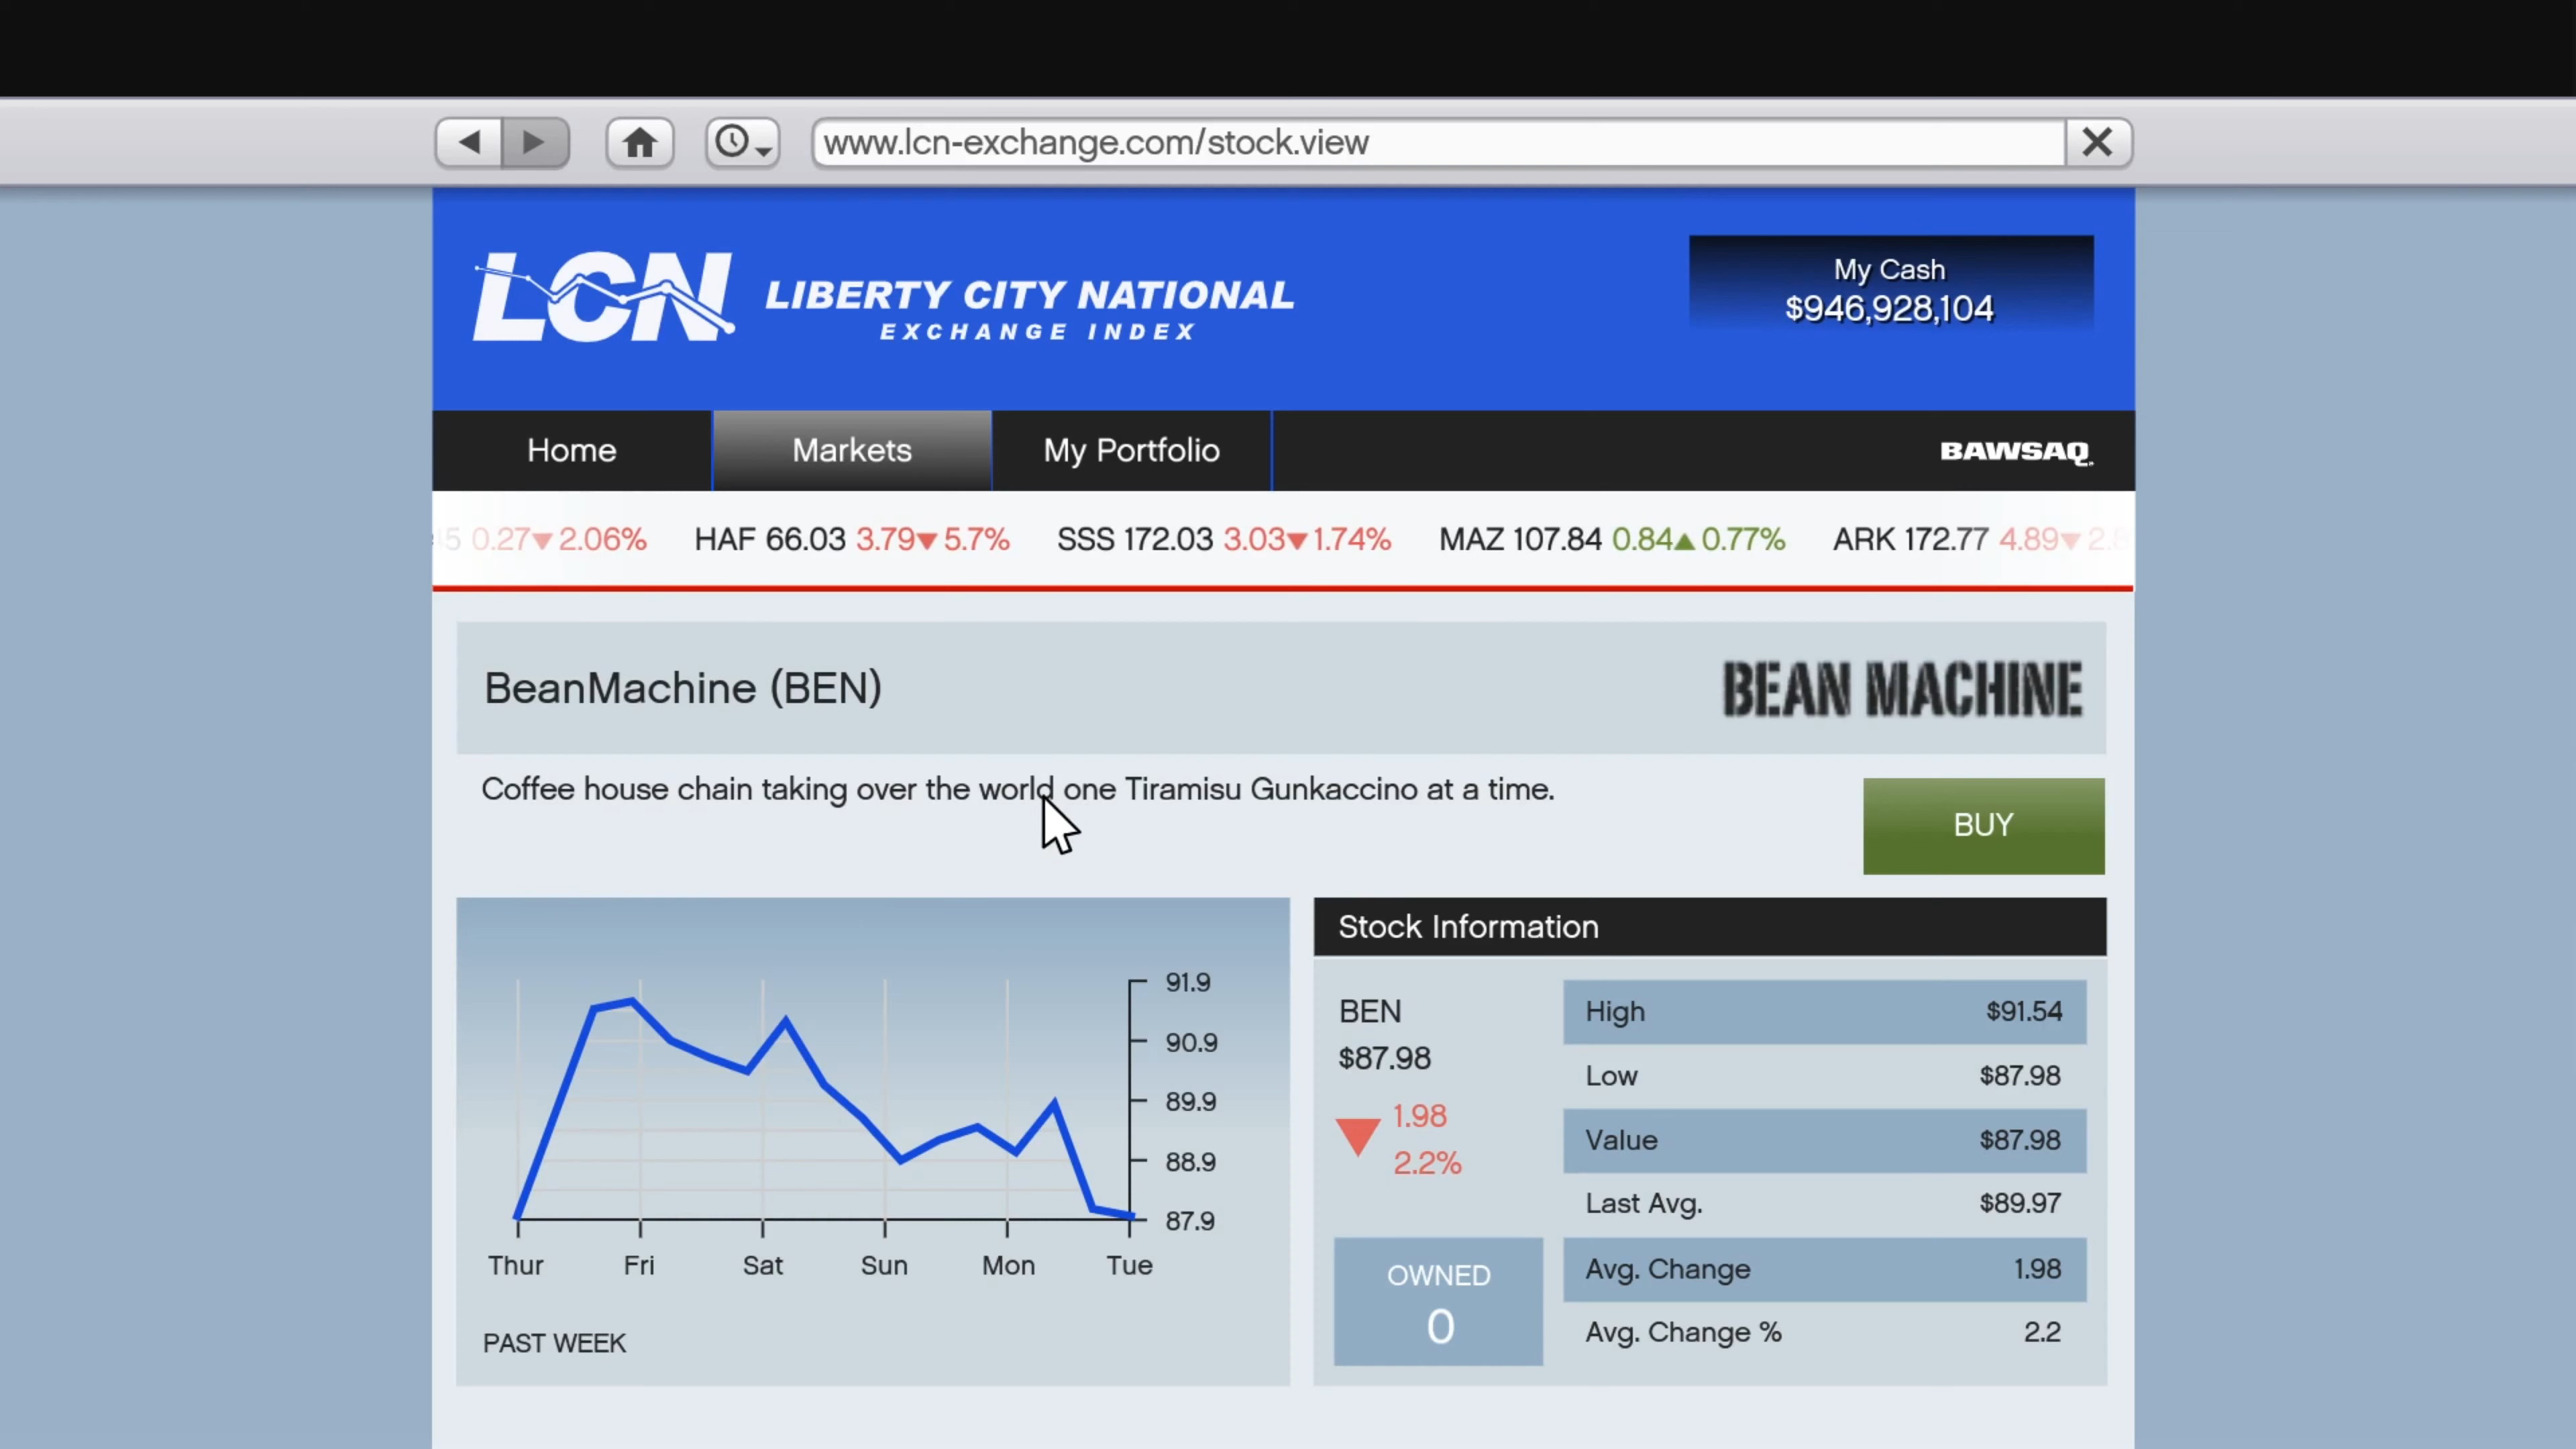 www.lcn-exchange.com/stock.view
LCN LIBERTY CITY NATIONAL
EXCHANGE INDEX
My Cash
$946,928,104
Home Markets My Portfolio BAWSAQ
5 0.27▼2.06% HAF 66.03 3.79▼5.7% SSS 172.03 3.03▼1.74% MAZ 107.84 0.84▲0.77% ARK 172.77 4.89▼2.8
BeanMachine (BEN) BEAN MACHINE
Coffee house chain taking over the world one Tiramisu Gunkaccino at a time.
BUY
91.9
90.9
89.9
88.9
87.9
Thur Fri Sat Sun Mon Tue
PAST WEEK
Stock Information
BEN
$87.98
1.98
2.2%
OWNED
0
High $91.54
Low $87.98
Value $87.98
Last Avg. $89.97
Avg. Change 1.98
Avg. Change % 2.2